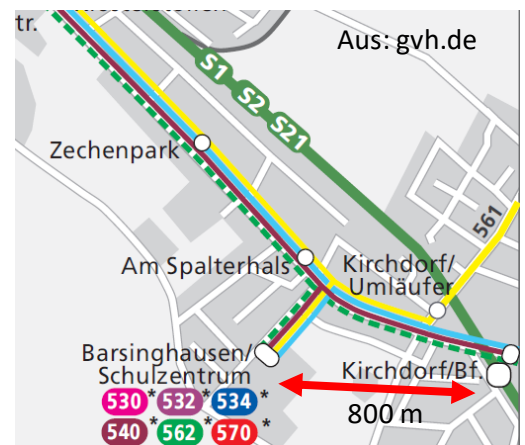 tr.
Aus: gvh.de
S1
S2
S21
Zechenpark
561
Am Spalterhals
Kirchdorf/
Umläufer
Barsinghausen/
Schulzentrum
Kirchdorf/Bf.
530* 532* 534*
800 m
540* 562* 570*